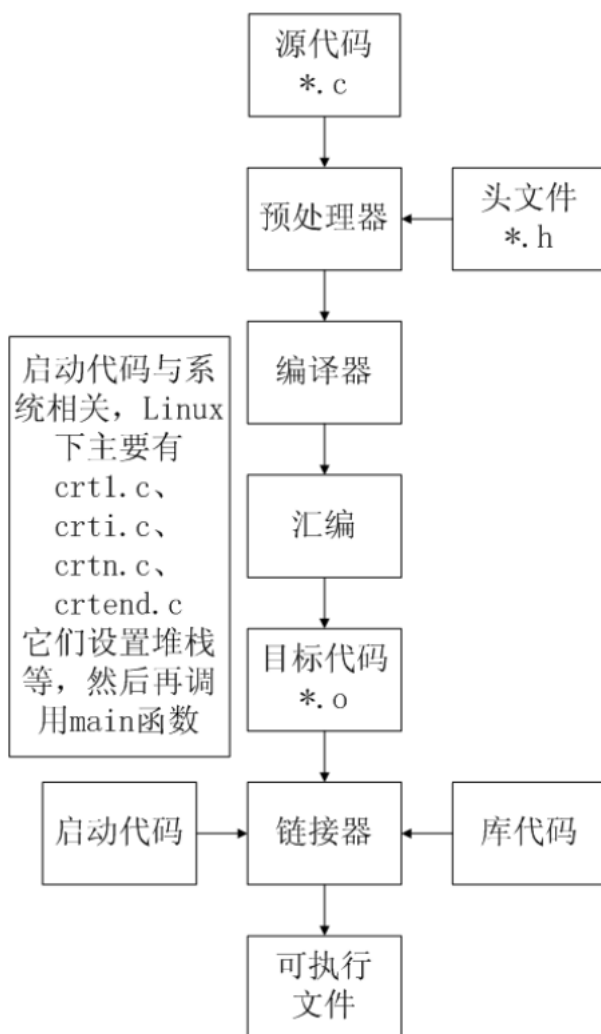 源代码
*.c
预处理器
头文件
*.h
编译器
启动代码与系
统相关，Linux
下主要有
crt1.c、
crti.c、
crtn.c、
crtend.c
它们设置堆栈
等，然后再调
用main函数
汇编
目标代码
*.o
启动代码
链接器
库代码
可执行
文件